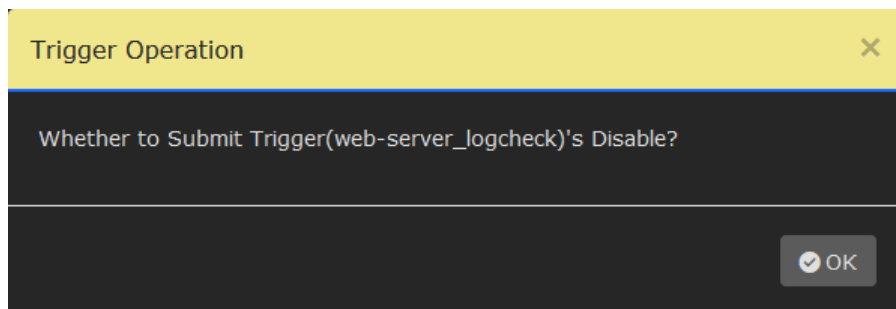 Trigger Operation
Whether to Submit Trigger(web-server_logcheck)'s Disable?
OK